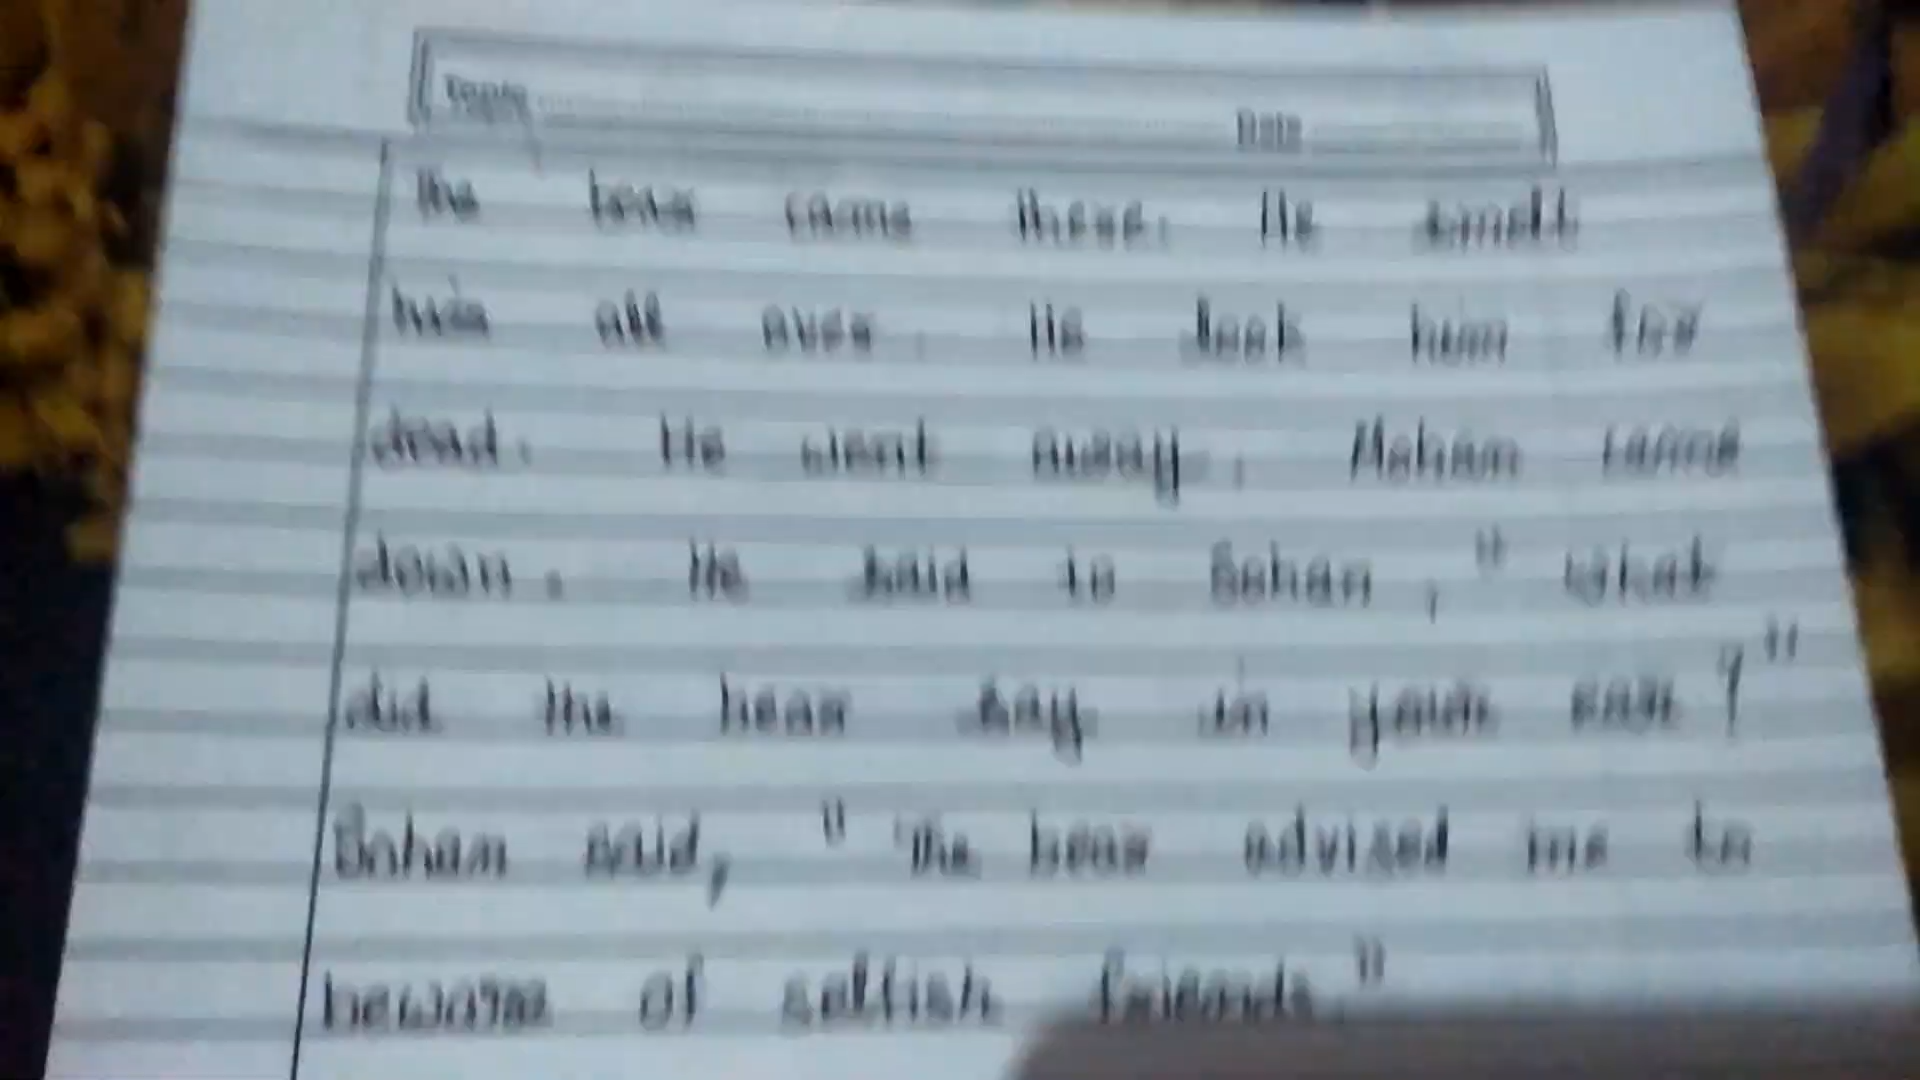 Topic Date
The bear came there. He smelt
him all over. He took him for
dead. He went away. Mohan came
down. He said to Sohan, " What
did the bear say in your ear ? "
Sohan said, " The bear advised me to
beware of selfish friends. "